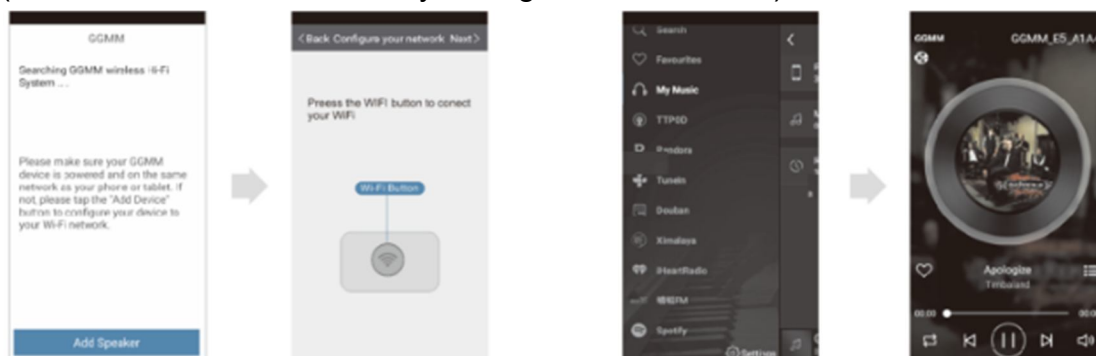 GGMM
Searching GGMM wireless Hi-Fi
System ...
Please make sure your GGMM
device is powered and on the same
network as your phone or tablet. If
not, please tap the "Add Device"
button to configure your device to
your Wi-Fi network.
Add Speaker
<Back Configure your network Next>
Preess the WIFI button to conect
your WiFi
Wi-Fi Button
Search
Favourites
My Music
TTPOD
Pandora
TuneIn
Douban
Ximalaya
iHeartRadio
Spotify
Settings
GGMM
GGMM_E5_A1A
Apologize
Timbaland
00:00